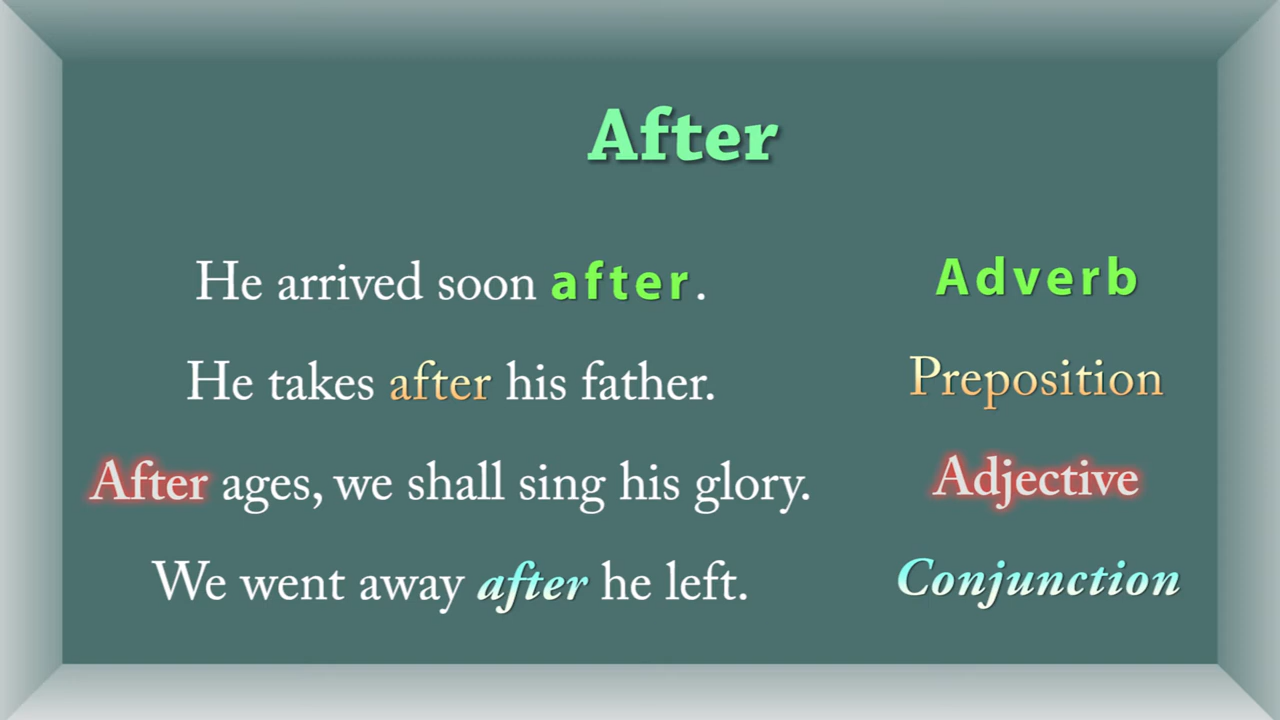 After
He arrived soon after. Adverb
He takes after his father. Preposition
After ages, we shall sing his glory. Adjective
We went away after he left. Conjunction